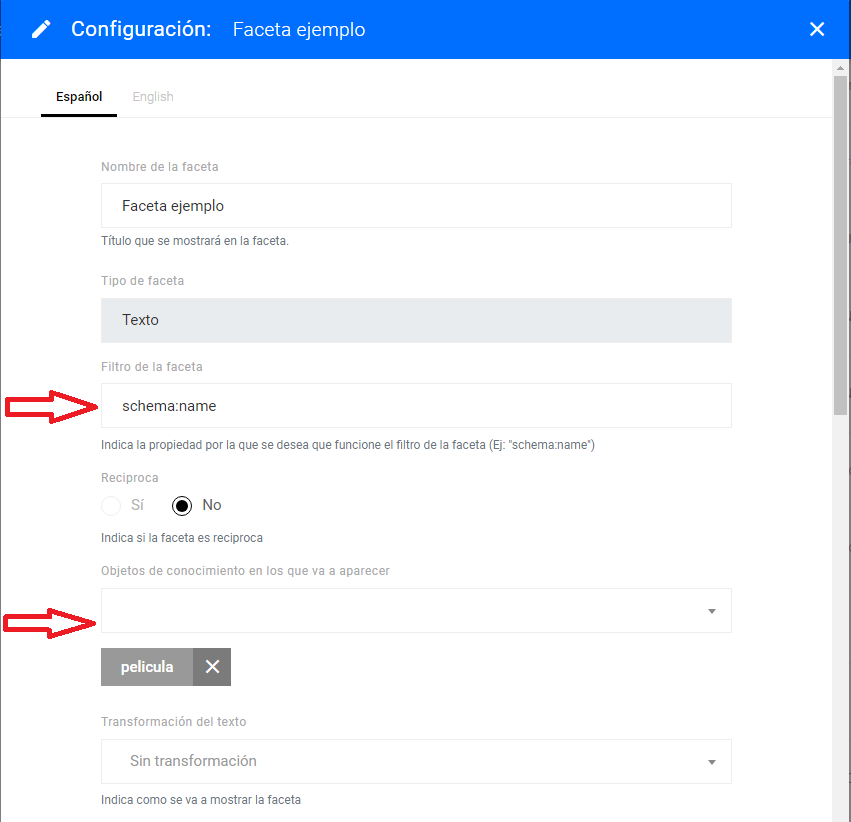 Configuración: Faceta ejemplo
Español English
Nombre de la faceta
Faceta ejemplo
Título que se mostrará en la faceta.
Tipo de faceta
Texto
Filtro de la faceta
schema:name
Indica la propiedad por la que se desea que funcione el filtro de la faceta (Ej: "schema:name")
Reciproca
Sí No
Indica si la faceta es reciproca
Objetos de conocimiento en los que va a aparecer
pelicula
Transformación del texto
Sin transformación
Indica como se va a mostrar la faceta